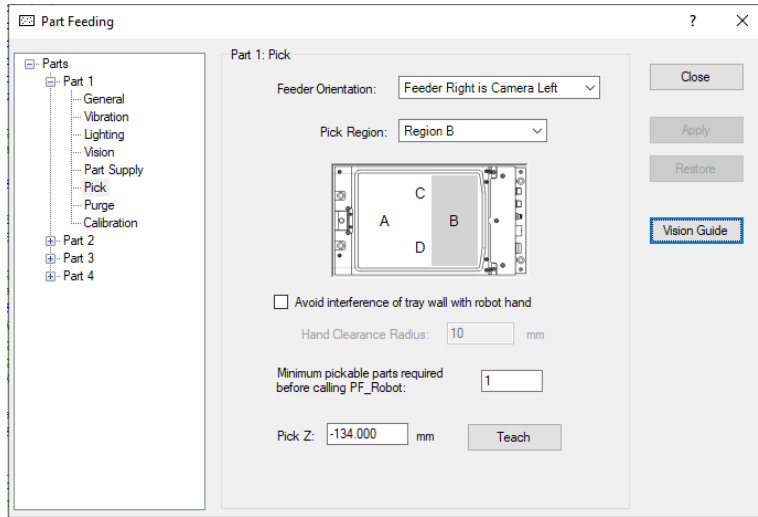 Part Feeding
? X
Parts
Part 1
General
Vibration
Lighting
Vision
Part Supply
Pick
Purge
Calibration
Part 2
Part 3
Part 4
Part 1: Pick
Feeder Orientation: Feeder Right is Camera Left
Pick Region: Region B
C
A B
D
Avoid interference of tray wall with robot hand
Hand Clearance Radius: 10 mm
Minimum pickable parts required
before calling PF_Robot: 1
Pick Z: -134.000 mm Teach
Close
Apply
Restore
Vision Guide